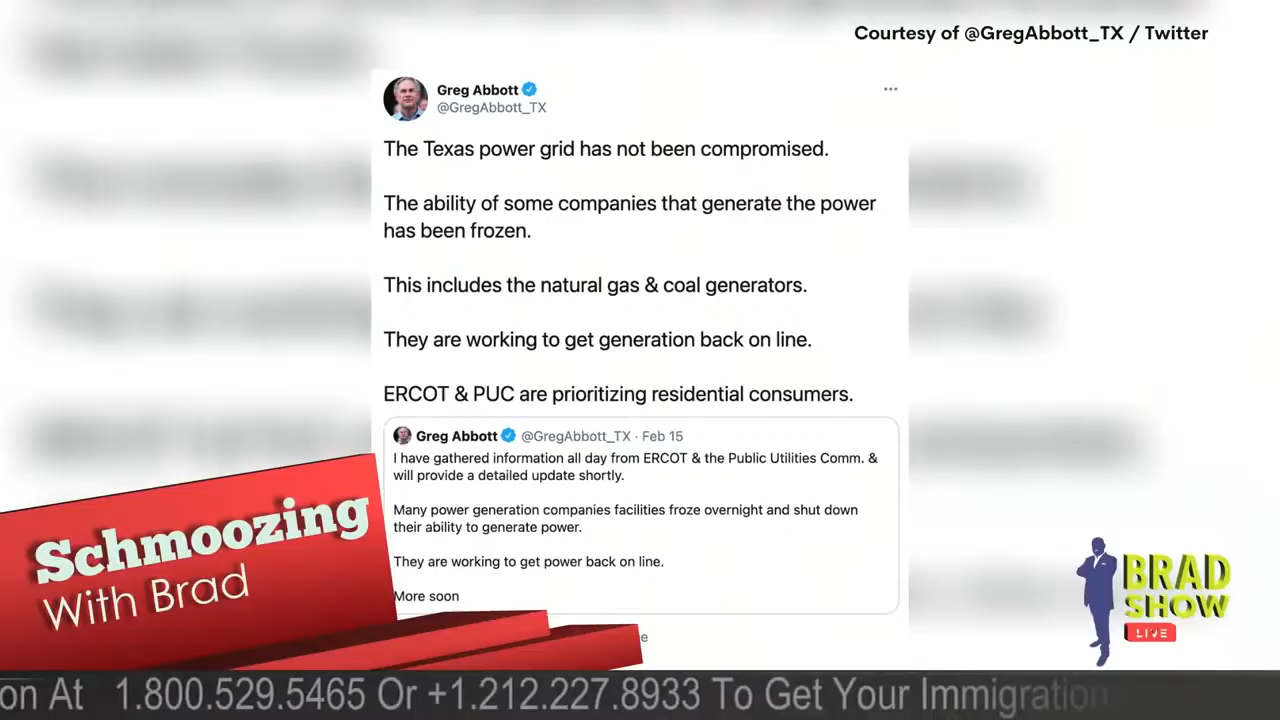 Courtesy of @GregAbbott_TX / Twitter
Greg Abbott
@GregAbbott_TX
The Texas power grid has not been compromised.
The ability of some companies that generate the power
has been frozen.
This includes the natural gas & coal generators.
They are working to get generation back on line.
ERCOT & PUC are prioritizing residential consumers.
Greg Abbott @GregAbbott_TX · Feb 15
I have gathered information all day from ERCOT & the Public Utilities Comm. &
will provide a detailed update shortly.
Many power generation companies facilities froze overnight and shut down
their ability to generate power.
They are working to get power back on line.
More soon
Schmoozing
With Brad
BRAD
SHOW
LIVE
on At 1.800.529.5465 Or +1.212.227.8933 To Get Your Immigration